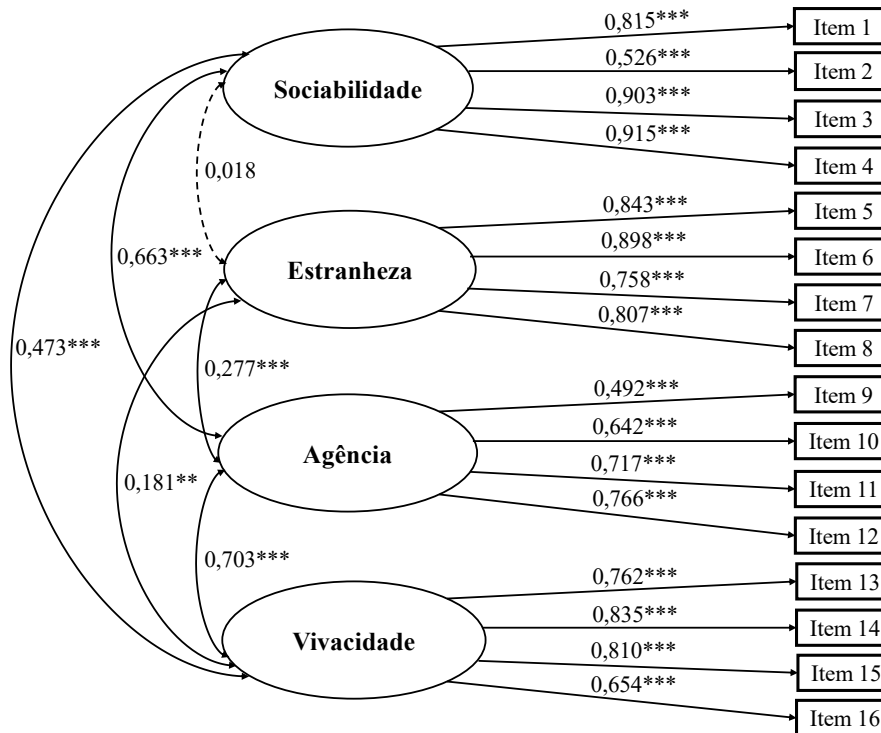 0,815***
Item 1
0,526***
Item 2
Sociabilidade
0,903***
Item 3
0,915***
Item 4
0,018
0,843***
Item 5
0,663***
0,898***
Item 6
Estranheza
0,758***
Item 7
0,807***
Item 8
0,473***
0,277***
0,492***
Item 9
0,642***
Item 10
Agência
0,717***
Item 11
0,181**
0,766***
Item 12
0,703***
0,762***
Item 13
0,835***
Item 14
Vivacidade
0,810***
Item 15
0,654***
Item 16